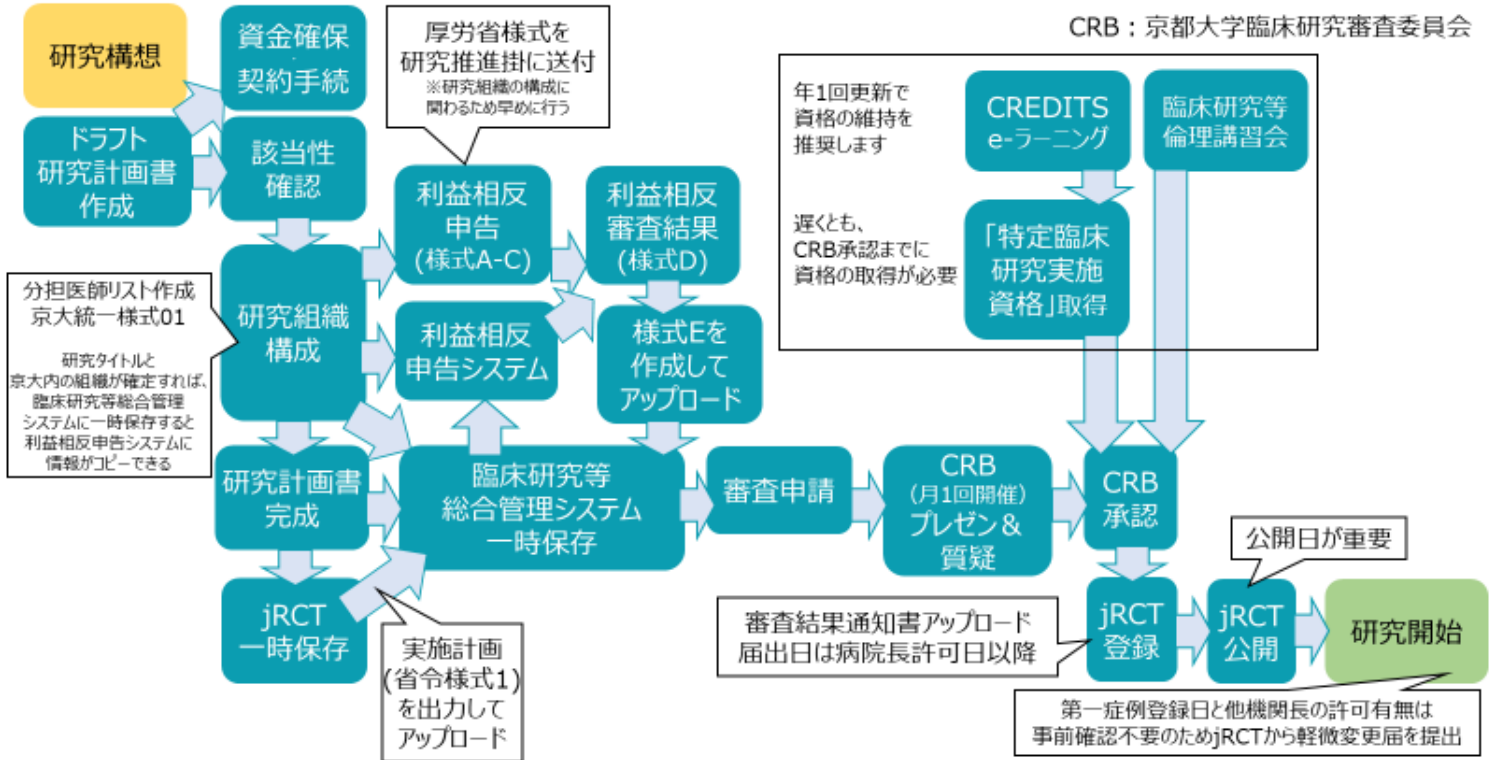 CRB：京都大学臨床研究審査委員会
研究構想
資金確保
契約手続
厚労省様式を
研究推進掛に送付
※研究組織の構成に
関わるため早めに行う
年1回更新で
資格の維持を
推奨します
CREDITS
e-ラーニング
臨床研究等
倫理講習会
ドラフト
研究計画書
作成
該当性
確認
利益相反
申告
(様式A-C)
利益相反
審査結果
(様式D)
遅くとも、
CRB承認までに
資格の取得が必要
「特定臨床
研究実施
資格」取得
分担医師リスト作成
京大統一様式01
研究タイトルと
京大内の組織が確定すれば、
臨床研究等総合管理
システムに一時保存すると
利益相反申告システムに
情報がコピーできる
研究組織
構成
利益相反
申告システム
様式Eを
作成して
アップロード
研究計画書
完成
臨床研究等
総合管理システム
一時保存
審査申請
CRB
（月1回開催）
プレゼン＆
質疑
CRB
承認
公開日が重要
jRCT
一時保存
実施計画
(省令様式1)
を出力して
アップロード
審査結果通知書アップロード
届出日は病院長許可日以降
jRCT
登録
jRCT
公開
研究開始
第一症例登録日と他機関長の許可有無は
事前確認不要のためjRCTから軽微変更届を提出